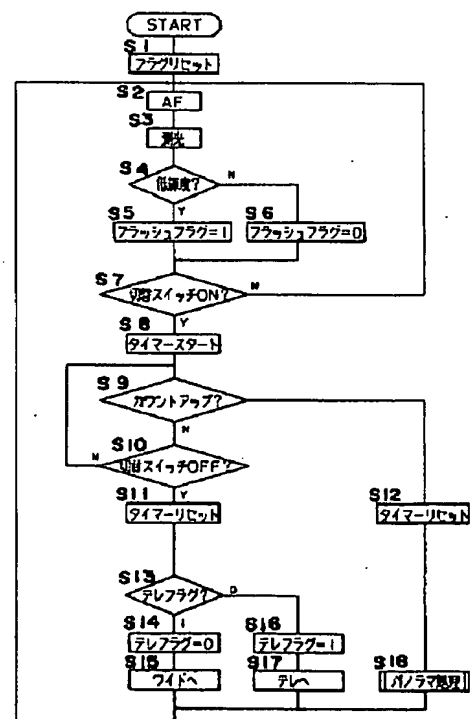 START
S1
フラグリセット
S2
AF
S3
測光
S4
低輝度?
N
Y
S5
フラッシュフラグ=1
S6
フラッシュフラグ=0
S7
切替スイッチON?
N
Y
S8
タイマースタート
S9
カウントアップ?
N
S10
切替スイッチOFF?
N
Y
S11
タイマーリセット
S12
タイマーリセット
S13
テレフラグ?
0
1
S14
テレフラグ=0
S16
テレフラグ=1
S15
ワイドへ
S17
テレへ
S18
パノラマ処理